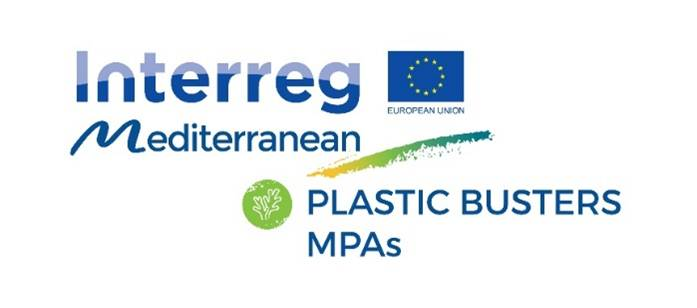 Interreg
EUROPEAN UNION
Mediterranean
PLASTIC BUSTERS
MPAs